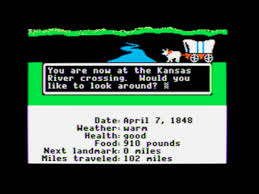 You are now at the Kansas
River crossing. Would you
like to look around?
Date: April 7, 1848
Weather: warm
Health: good
Food: 910 pounds
Next landmark: 0 miles
Miles traveled: 102 miles